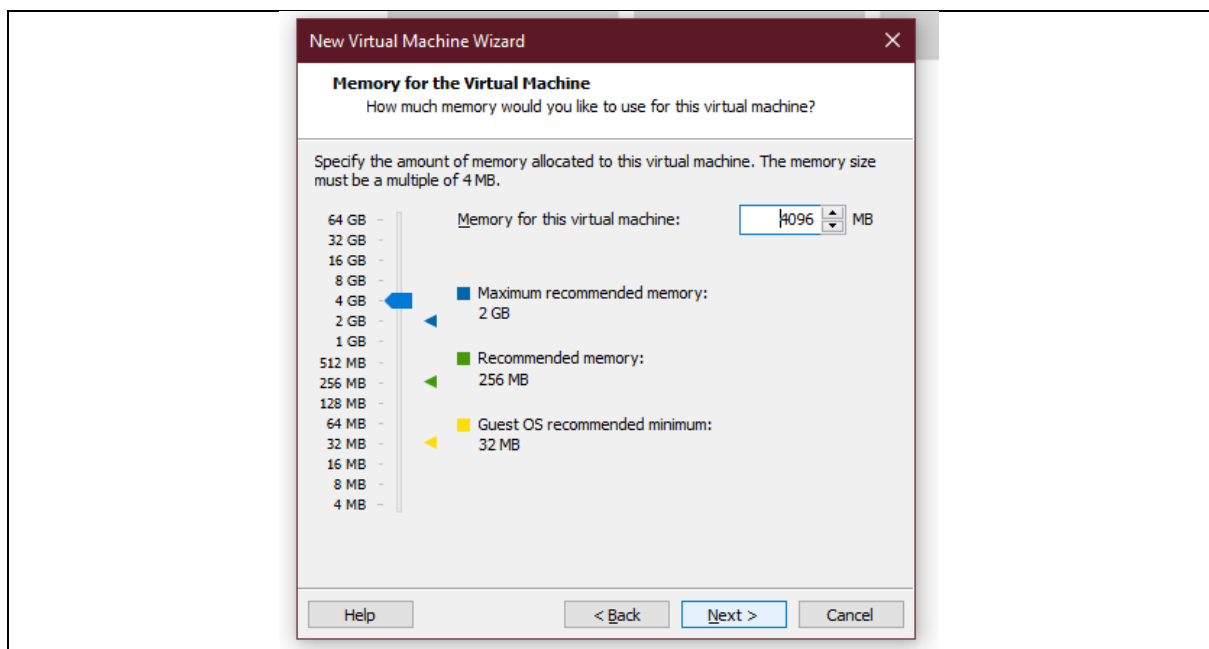 New Virtual Machine Wizard
Memory for the Virtual Machine
How much memory would you like to use for this virtual machine?
Specify the amount of memory allocated to this virtual machine. The memory size
must be a multiple of 4 MB.
64 GB
32 GB
16 GB
8 GB
4 GB
2 GB
1 GB
512 MB
256 MB
128 MB
64 MB
32 MB
16 MB
8 MB
4 MB
Memory for this virtual machine: 4096 MB
Maximum recommended memory:
2 GB
Recommended memory:
256 MB
Guest OS recommended minimum:
32 MB
Help < Back Next > Cancel